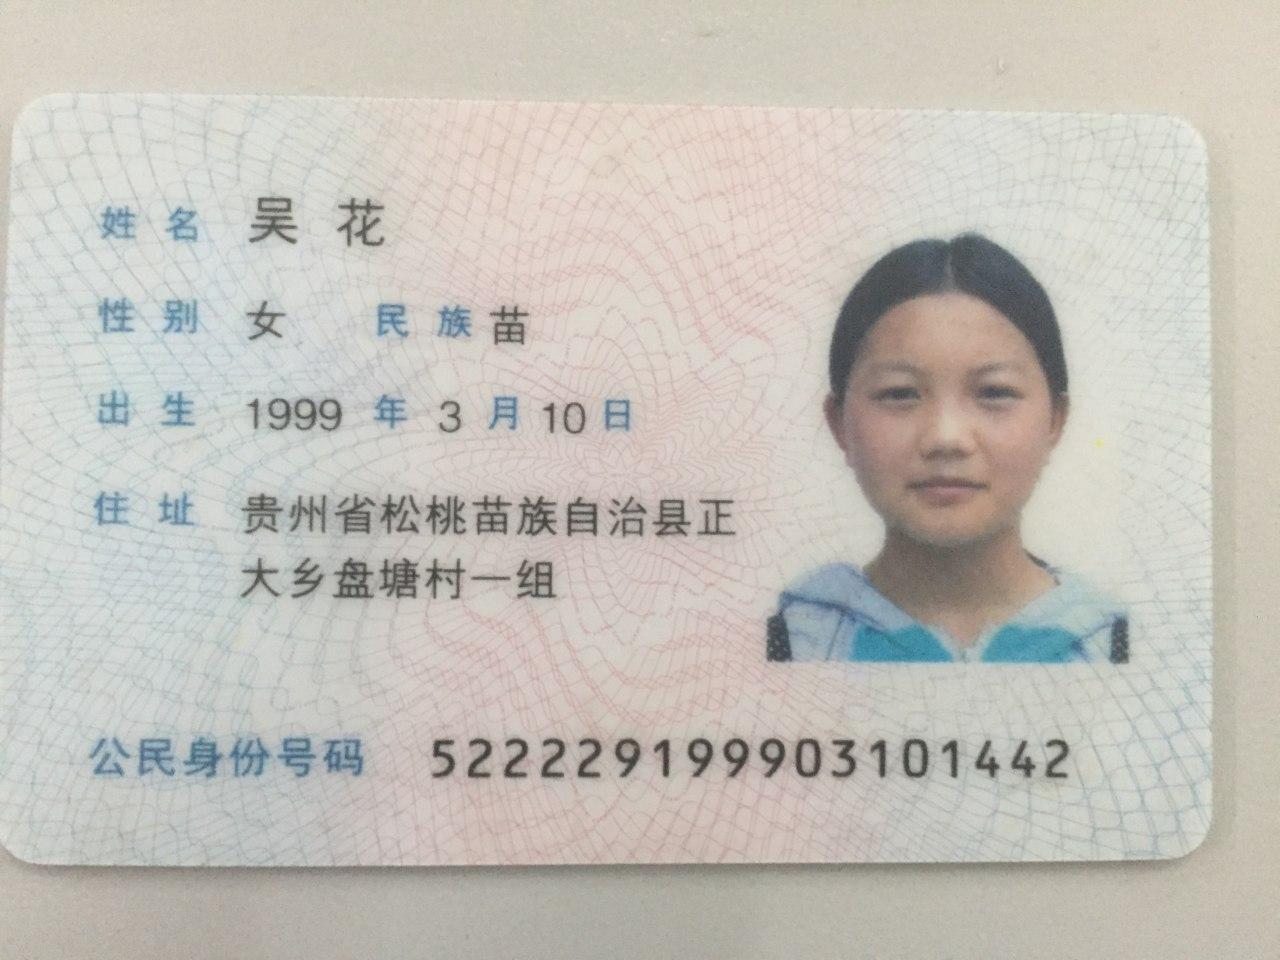 姓名 吴花
性别 女 民族 苗
出生 1999 年 3 月 10 日
住址 贵州省松桃苗族自治县正
大乡盘塘村一组
公民身份号码 522229199903101442